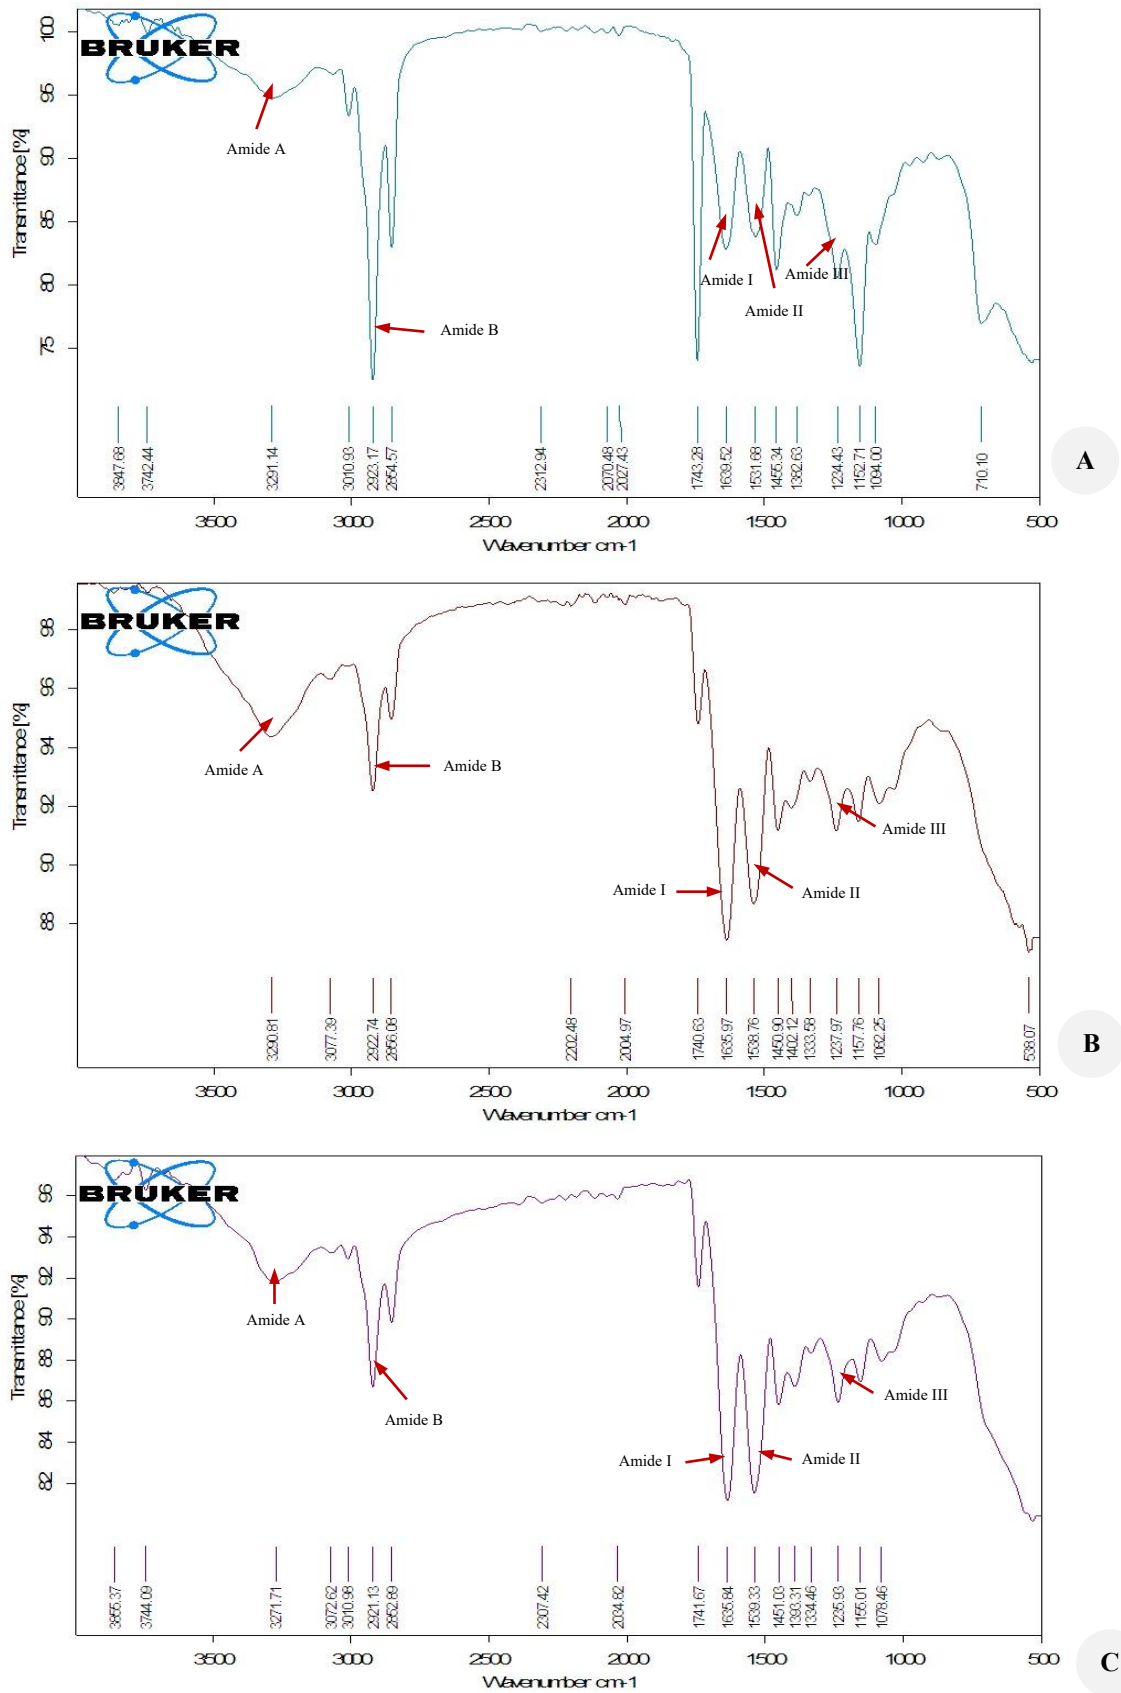 BRUKER
Transmittance [%]
100
95
90
85
80
75
Amide A
Amide B
Amide I
Amide II
Amide III
3847.68
3742.44
3291.14
3010.93
2923.17
2854.57
2312.94
2070.48
2027.43
1743.28
1639.52
1531.68
1455.34
1382.63
1234.43
1152.71
1094.00
710.10
A
3500 3000 2500 2000 1500 1000 500
Wavenumber cm-1
BRUKER
Transmittance [%]
98
96
94
92
90
88
Amide A
Amide B
Amide III
Amide I
Amide II
3290.81
3077.39
2922.74
2856.08
2202.48
2004.97
1740.63
1635.97
1538.76
1450.90
1402.12
1333.58
1237.97
1157.76
1082.25
538.07
B
3500 3000 2500 2000 1500 1000 500
Wavenumber cm-1
BRUKER
Transmittance [%]
96
94
92
90
88
86
84
82
Amide A
Amide B
Amide III
Amide I
Amide II
3855.37
3744.09
3271.71
3072.62
3010.98
2921.13
2852.89
2307.42
2034.82
1741.67
1635.84
1539.33
1451.03
1393.31
1334.46
1235.93
1155.01
1078.46
C
3500 3000 2500 2000 1500 1000 500
Wavenumber cm-1